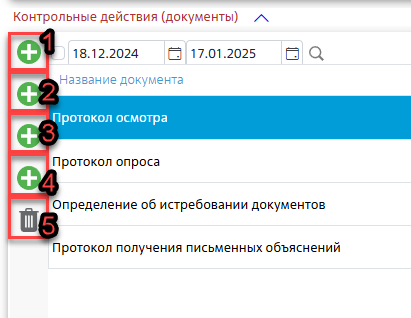 Контрольные действия (документы)
1
18.12.2024 17.01.2025
2
Название документа
3
Протокол осмотра
4
Протокол опроса
5
Определение об истребовании документов
Протокол получения письменных объяснений